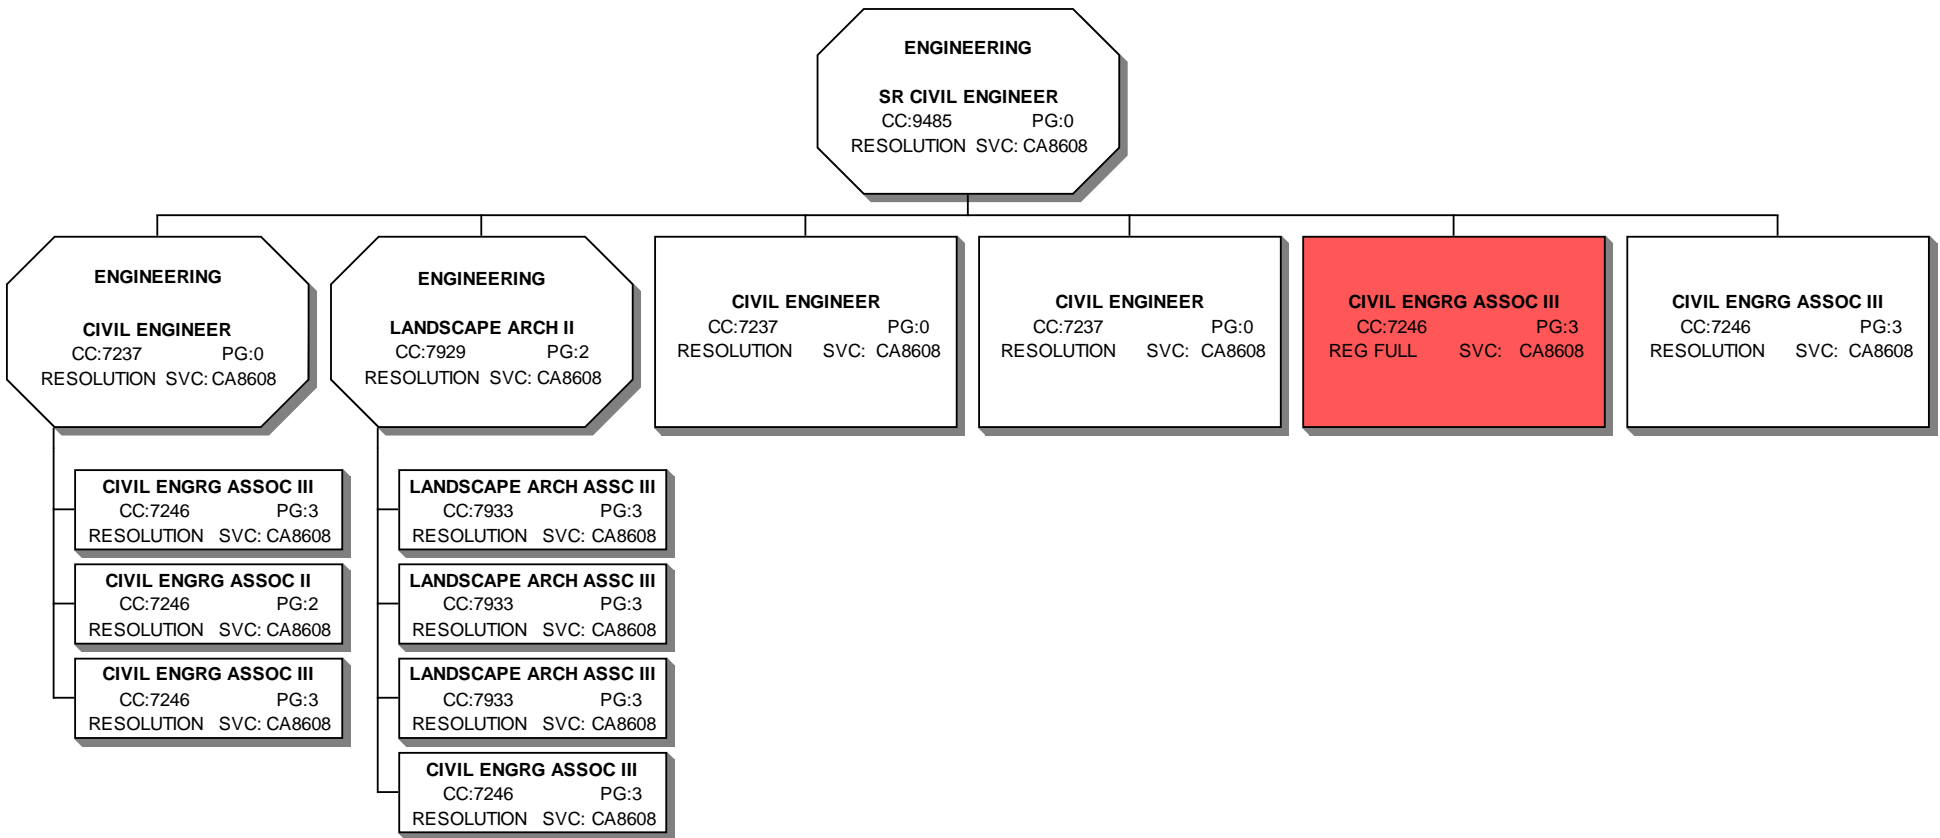 ENGINEERING
SR CIVIL ENGINEER
CC:9485 PG:0
RESOLUTION SVC: CA8608
ENGINEERING
CIVIL ENGINEER
CC:7237 PG:0
RESOLUTION SVC: CA8608
ENGINEERING
LANDSCAPE ARCH II
CC:7929 PG:2
RESOLUTION SVC: CA8608
CIVIL ENGINEER
CC:7237 PG:0
RESOLUTION SVC: CA8608
CIVIL ENGINEER
CC:7237 PG:0
RESOLUTION SVC: CA8608
CIVIL ENGRG ASSOC III
CC:7246 PG:3
REG FULL SVC: CA8608
CIVIL ENGRG ASSOC III
CC:7246 PG:3
RESOLUTION SVC: CA8608
CIVIL ENGRG ASSOC III
CC:7246 PG:3
RESOLUTION SVC: CA8608
CIVIL ENGRG ASSOC II
CC:7246 PG:2
RESOLUTION SVC: CA8608
CIVIL ENGRG ASSOC III
CC:7246 PG:3
RESOLUTION SVC: CA8608
LANDSCAPE ARCH ASSC III
CC:7933 PG:3
RESOLUTION SVC: CA8608
LANDSCAPE ARCH ASSC III
CC:7933 PG:3
RESOLUTION SVC: CA8608
LANDSCAPE ARCH ASSC III
CC:7933 PG:3
RESOLUTION SVC: CA8608
CIVIL ENGRG ASSOC III
CC:7246 PG:3
RESOLUTION SVC: CA8608